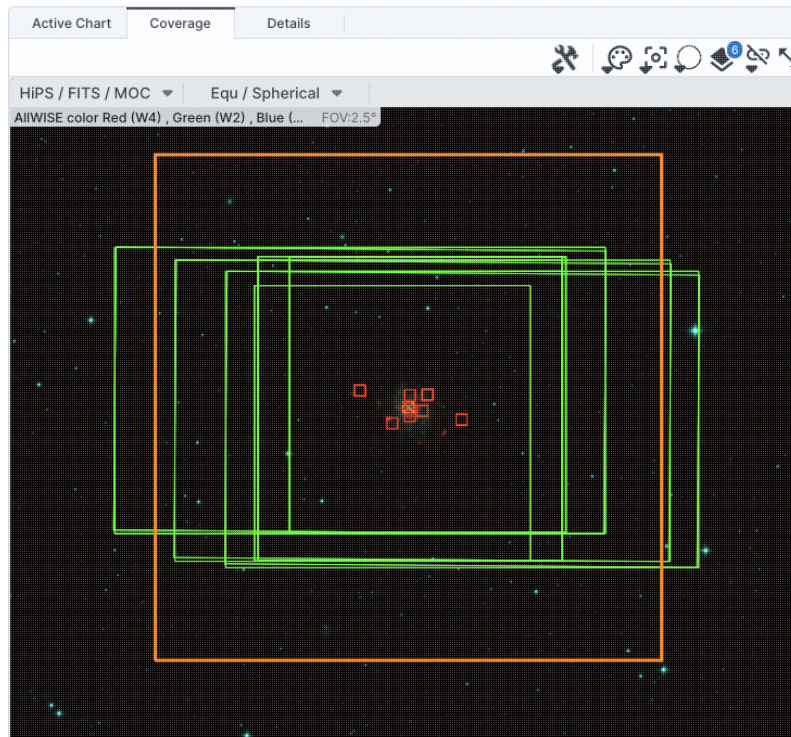 Active Chart Coverage Details
6
HiPS / FITS / MOC Equ / Spherical
AllWISE color Red (W4) , Green (W2) , Blue (... FOV:2.5°